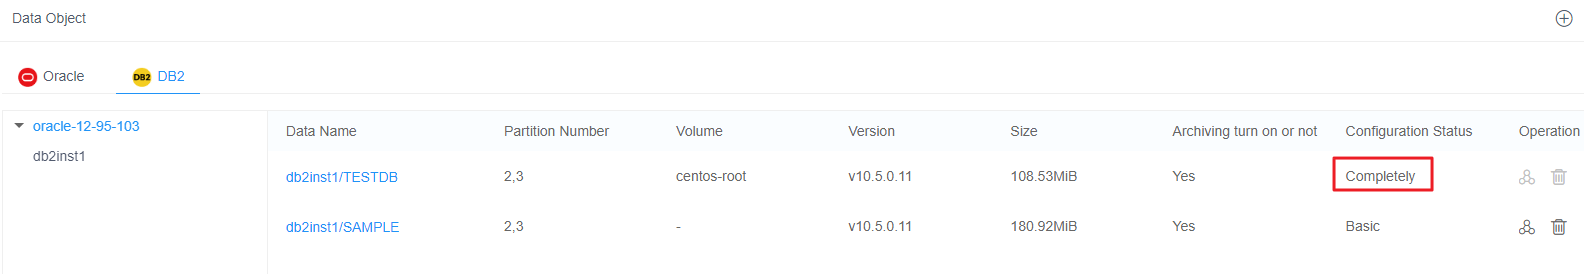 Data Object
Oracle
DB2 DB2
oracle-12-95-103
db2inst1
Data Name Partition Number Volume Version Size Archiving turn on or not Configuration Status Operation
db2inst1/TESTDB 2,3 centos-root v10.5.0.11 108.53MiB Yes Completely
db2inst1/SAMPLE 2,3 - v10.5.0.11 180.92MiB Yes Basic